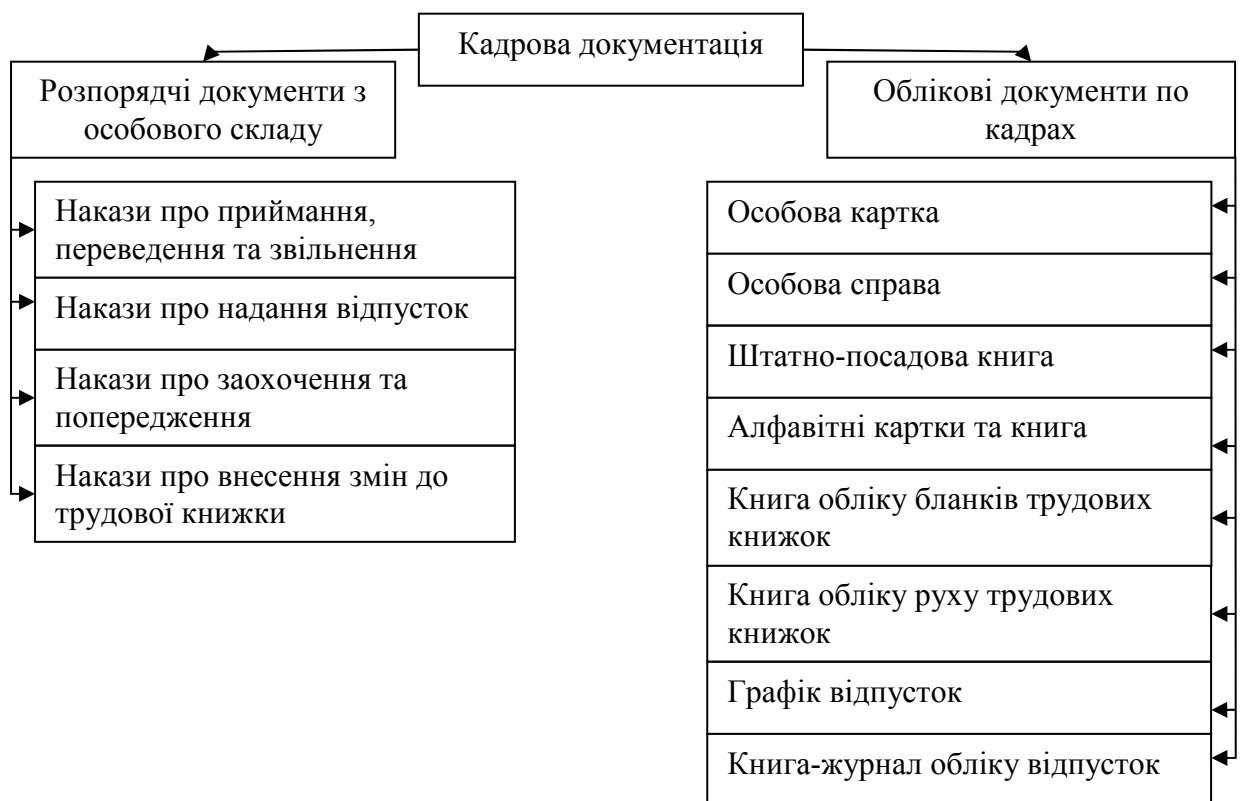 Кадрова документація
Розпорядчі документи з
особового складу
Облікові документи по
кадрах
Накази про приймання,
переведення та звільнення
Накази про надання відпусток
Накази про заохочення та
попередження
Накази про внесення змін до
трудової книжки
Особова картка
Особова справа
Штатно-посадова книга
Алфавітні картки та книга
Книга обліку бланків трудових
книжок
Книга обліку руху трудових
книжок
Графік відпусток
Книга-журнал обліку відпусток